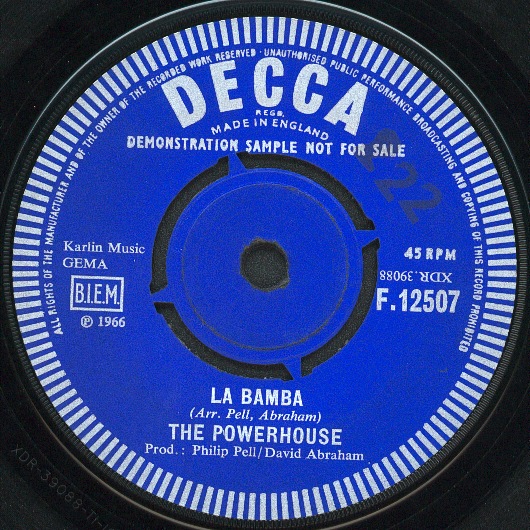 ALL RIGHTS OF THE MANUFACTURER AND OF THE OWNER OF THE RECORDED WORK RESERVED · UNAUTHORISED PUBLIC PERFORMANCE BROADCASTING AND COPYING OF THIS RECORD PROHIBITED
DECCA
REGD.
MADE IN ENGLAND
DEMONSTRATION SAMPLE NOT FOR SALE
222
Karlin Music
GEMA
B.I.E.M.
℗ 1966
45 RPM
XDR.39088
F.12507
LA BAMBA
(Arr. Pell, Abraham)
THE POWERHOUSE
Prod.: Philip Pell/David Abraham